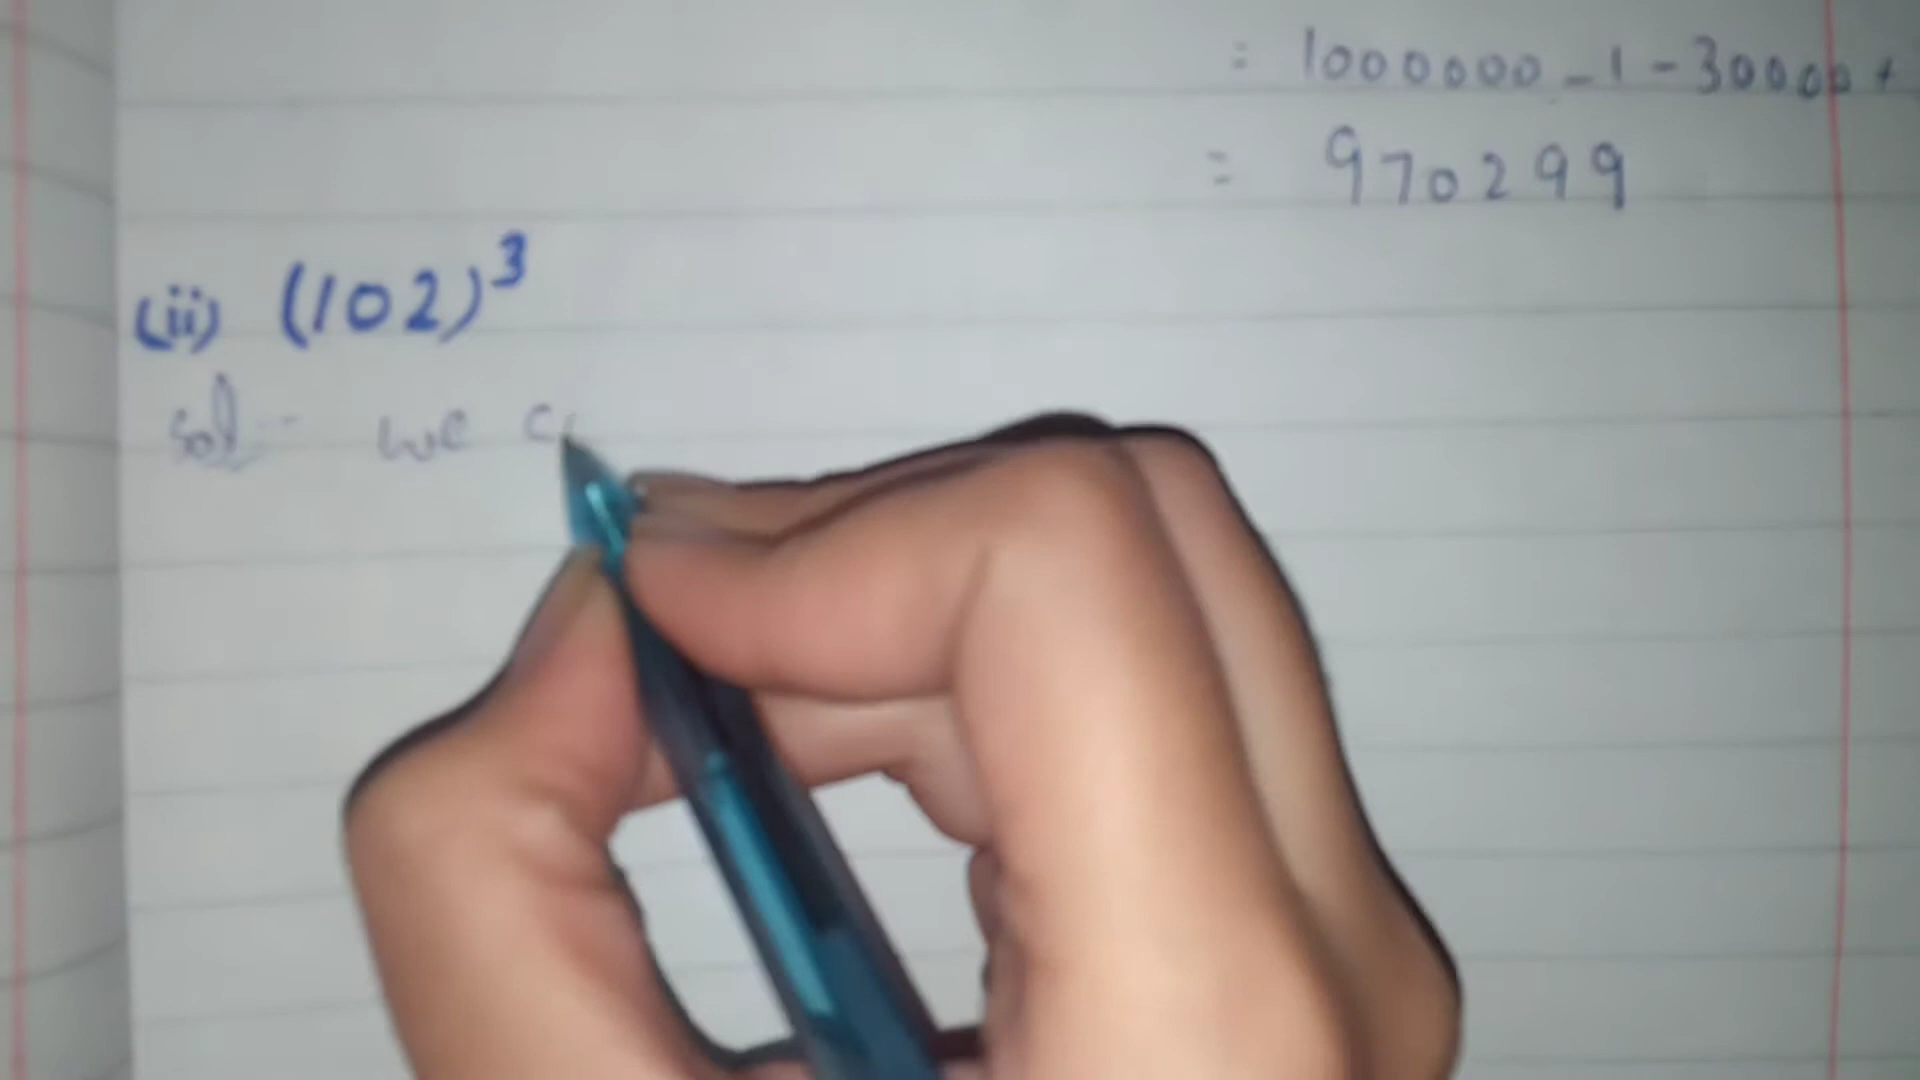 = 1000000 - 1 - 30000 +
= 970299
(ii) (102)³
Sol:- we